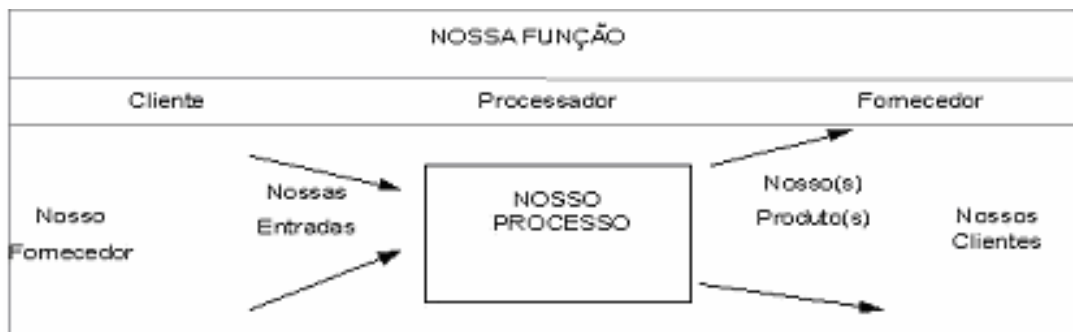 NOSSA FUNÇÃO
Cliente Processador Fornecedor
Nosso
Fornecedor
Nossas
Entradas
NOSSO
PROCESSO
Nosso(s)
Produto(s)
Nossos
Clientes